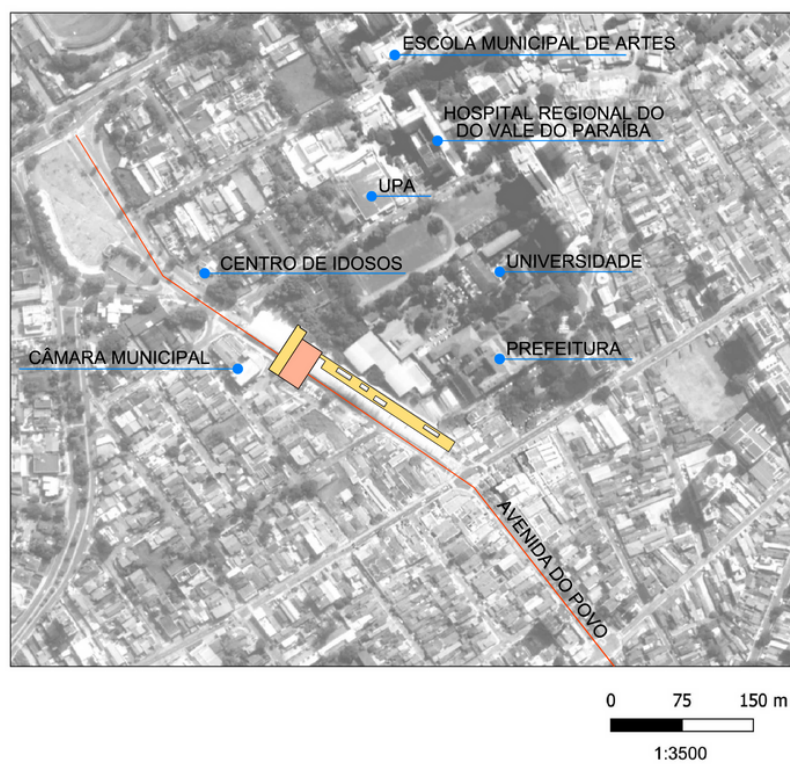 ESCOLA MUNICIPAL DE ARTES
HOSPITAL REGIONAL DO
DO VALE DO PARAÍBA
UPA
CENTRO DE IDOSOS
UNIVERSIDADE
CÂMARA MUNICIPAL
PREFEITURA
AVENIDA DO POVO
0 75 150 m
1:3500